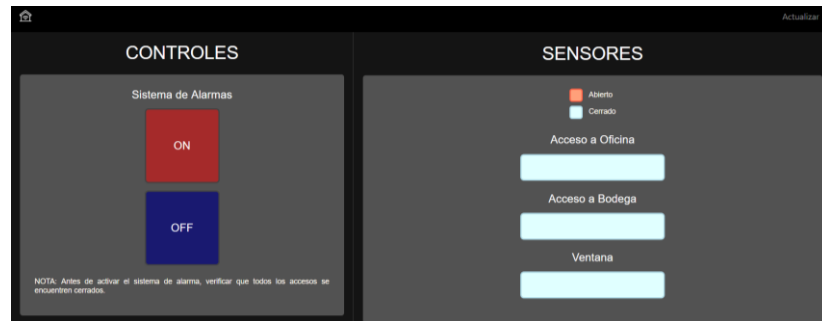 Actualizar
CONTROLES
Sistema de Alarmas
ON
OFF
NOTA: Antes de activar el sistema de alarma, verificar que todos los accesos se
encuentren cerrados.
SENSORES
Abierto
Cerrado
Acceso a Oficina
Acceso a Bodega
Ventana